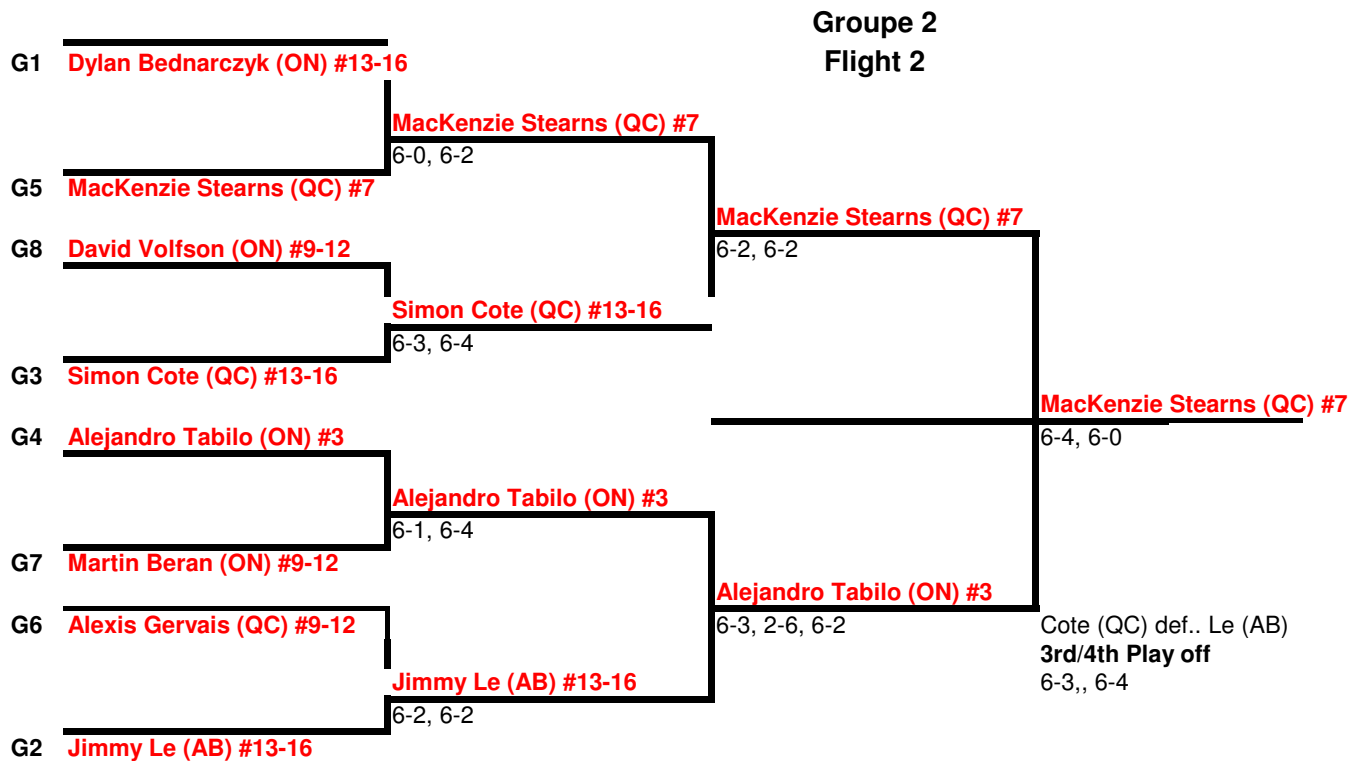 Groupe 2
Flight 2
G1 Dylan Bednarczyk (ON) #13-16
MacKenzie Stearns (QC) #7
6-0, 6-2
G5 MacKenzie Stearns (QC) #7
MacKenzie Stearns (QC) #7
6-2, 6-2
G8 David Volfson (ON) #9-12
Simon Cote (QC) #13-16
6-3, 6-4
G3 Simon Cote (QC) #13-16
MacKenzie Stearns (QC) #7
6-4, 6-0
G4 Alejandro Tabilo (ON) #3
Alejandro Tabilo (ON) #3
6-1, 6-4
G7 Martin Beran (ON) #9-12
Alejandro Tabilo (ON) #3
6-3, 2-6, 6-2
G6 Alexis Gervais (QC) #9-12
Cote (QC) def.. Le (AB)
3rd/4th Play off
6-3,, 6-4
Jimmy Le (AB) #13-16
6-2, 6-2
G2 Jimmy Le (AB) #13-16